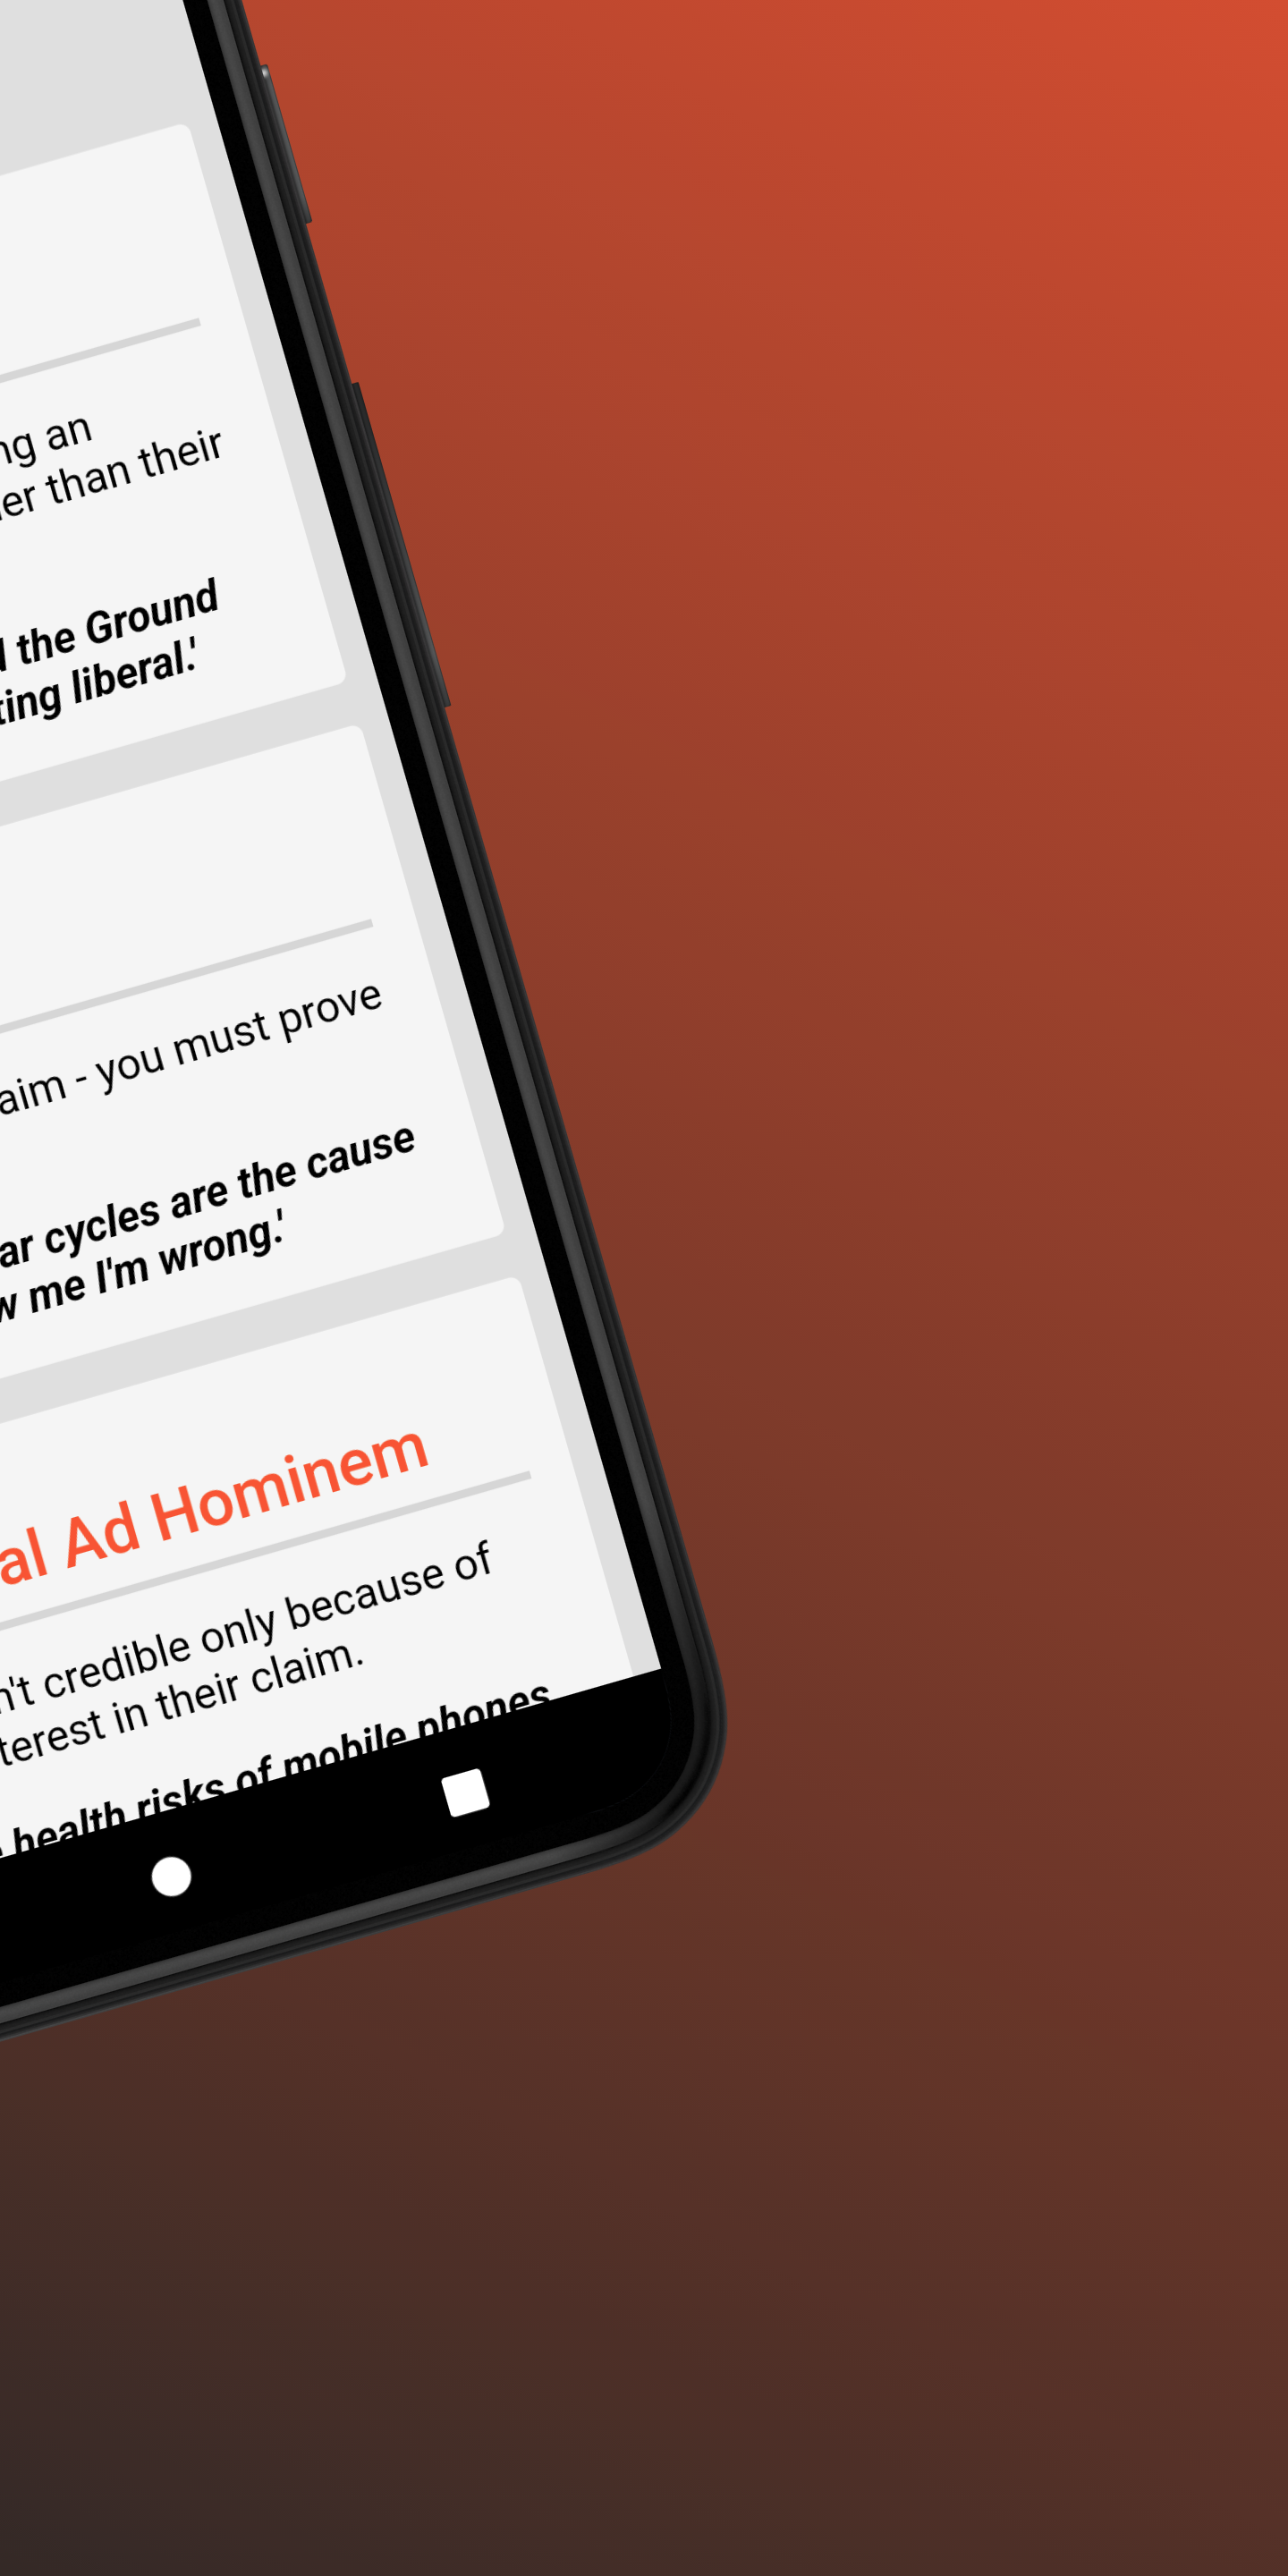 ng an
er than their
the Ground
ting liberal.'
aim - you must prove
ar cycles are the cause
w me I'm wrong.'
al Ad Hominem
n't credible only because of
terest in their claim.
health risks of mobile phones